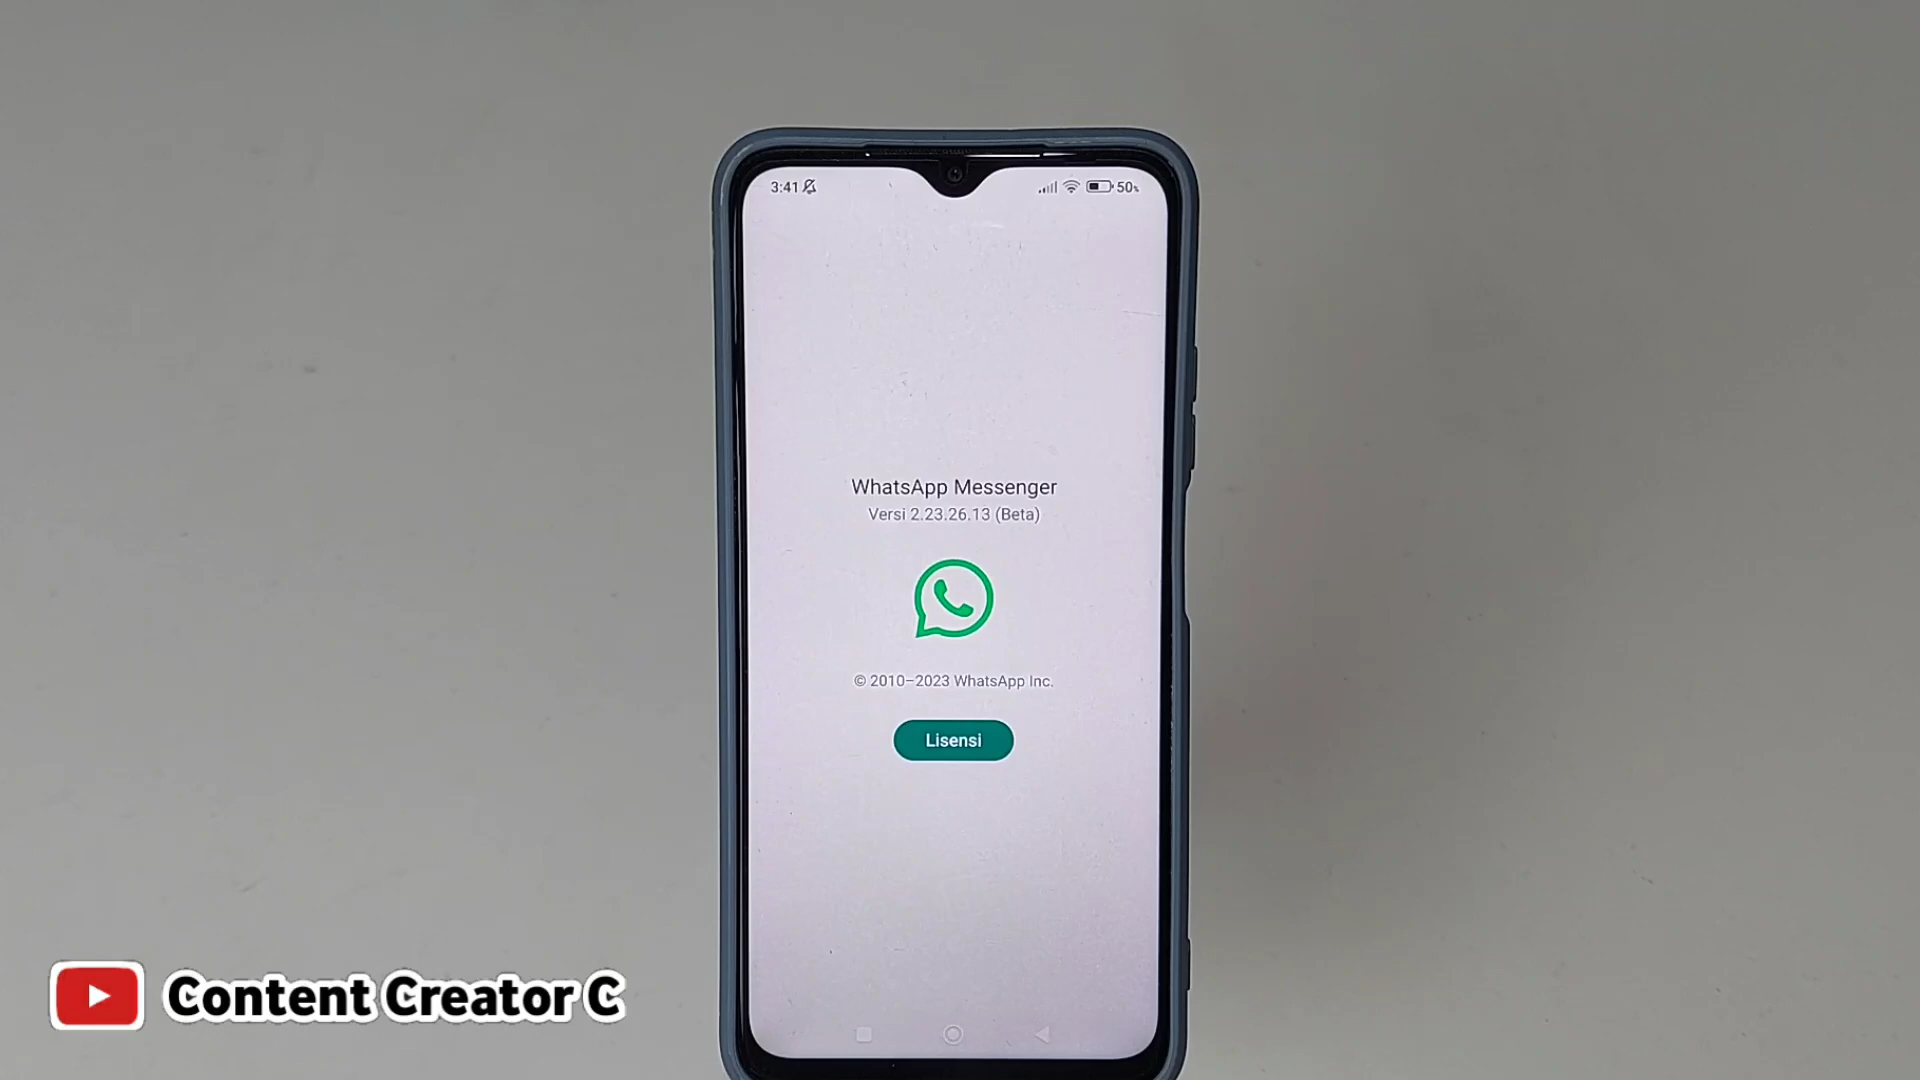 3:41
50%
WhatsApp Messenger
Versi 2.23.26.13 (Beta)
© 2010–2023 WhatsApp Inc.
Lisensi
Content Creator C